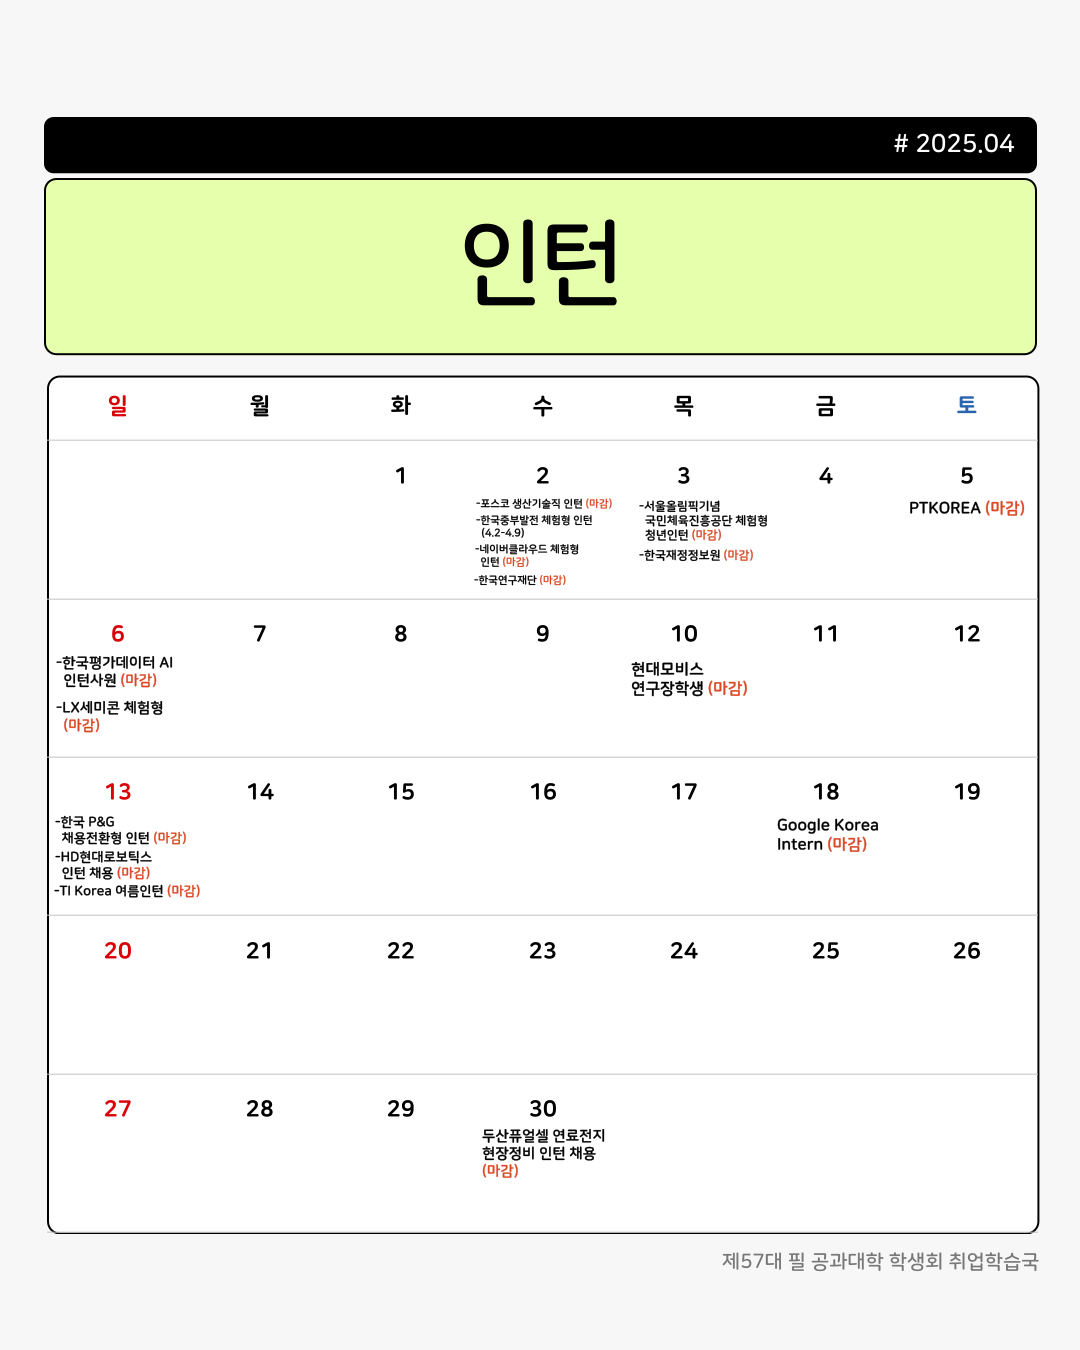 # 2025.04
인턴
일 월 화 수 목 금 토
1 2 3 4 5
-포스코 생산기술직 인턴 (마감)
-한국중부발전 체험형 인턴
(4.2-4.9)
-네이버클라우드 체험형
인턴 (마감)
-한국연구재단 (마감)
-서울올림픽기념
국민체육진흥공단 체험형
청년인턴 (마감)
-한국재정정보원 (마감)
PTKOREA (마감)
6 7 8 9 10 11 12
-한국평가데이터 AI
인턴사원 (마감)
-LX세미콘 체험형
(마감)
현대모비스
연구장학생 (마감)
13 14 15 16 17 18 19
-한국 P&G
채용전환형 인턴 (마감)
-HD현대로보틱스
인턴 채용 (마감)
-TI Korea 여름인턴 (마감)
Google Korea
Intern (마감)
20 21 22 23 24 25 26
27 28 29 30
두산퓨얼셀 연료전지
현장정비 인턴 채용
(마감)
제57대 필 공과대학 학생회 취업학습국